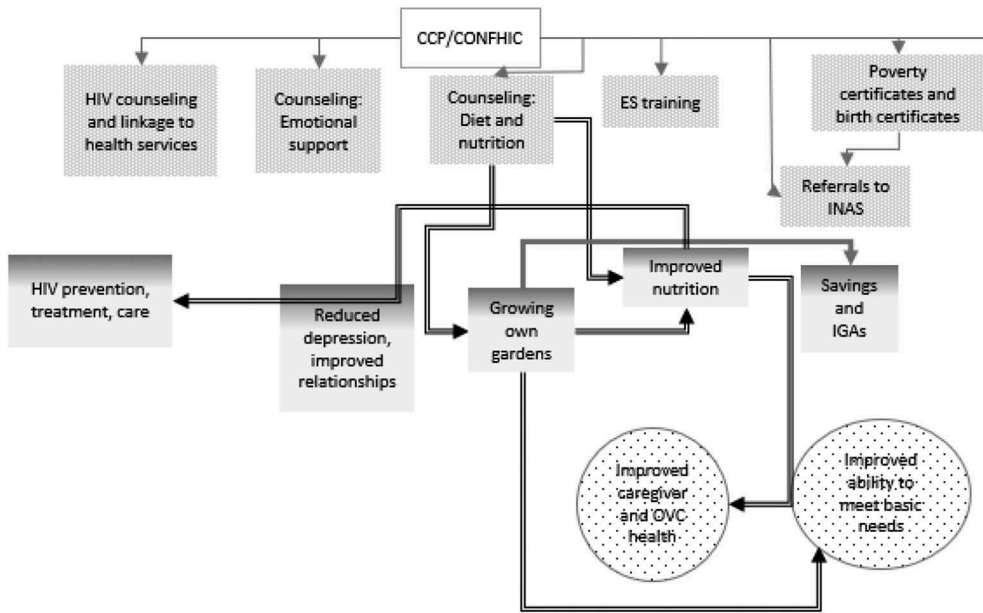 CCP/CONFHIC
HIV counseling
and linkage to
health services
Counseling:
Emotional
support
Counseling:
Diet and
nutrition
ES training
Poverty
certificates and
birth certificates
Referrals to
INAS
HIV prevention,
treatment, care
Reduced
depression,
improved
relationships
Growing
own
gardens
Improved
nutrition
Savings
and
IGAs
Improved
caregiver
and OVC
health
Improved
ability to
meet basic
needs